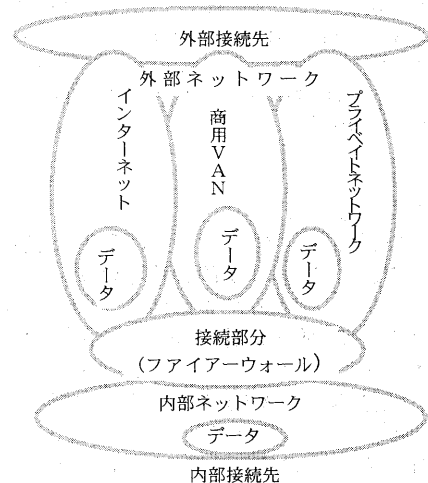 外部接続先
外部ネットワーク
インターネット
商用VAN
プライベイトネットワーク
データ
データ
データ
接続部分
(ファイアーウォール)
内部ネットワーク
データ
内部接続先